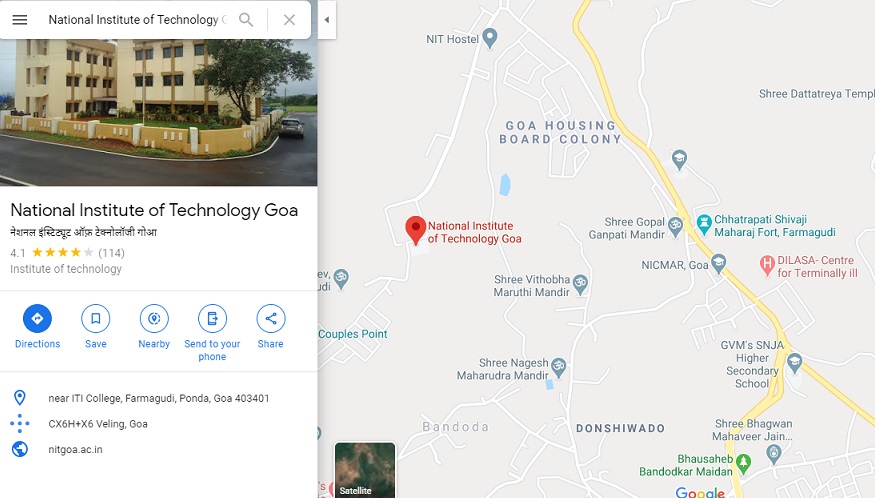 National Institute of Technology G
National Institute of Technology Goa
नेशनल इंस्टिट्यूट ऑफ़ टेक्नोलॉजी गोआ
4.1 (114)
Institute of technology
Directions
Save
Nearby
Send to your
phone
Share
near ITI College, Farmagudi, Ponda, Goa 403401
CX6H+X6 Veling, Goa
nitgoa.ac.in
NIT Hostel
Shree Dattatreya Templ
GOA HOUSING
BOARD COLONY
National Institute
of Technology Goa
Shree Gopal
Ganpati Mandir
Chhatrapati Shivaji
Maharaj Fort, Farmagudi
NICMAR, Goa
DILASA- Centre
for Terminally ill
ev,
udi
Shree Vithobha
Maruthi Mandir
Couples Point
GVM's SNJA
Higher
Secondary
School
Shree Nagesh
Maharudra Mandir
Bandoda
DONSHIWADO
Shree Bhagwan
Mahaveer Jain...
Bhausaheb
Bandodkar Maidan
's
Satellite
Google